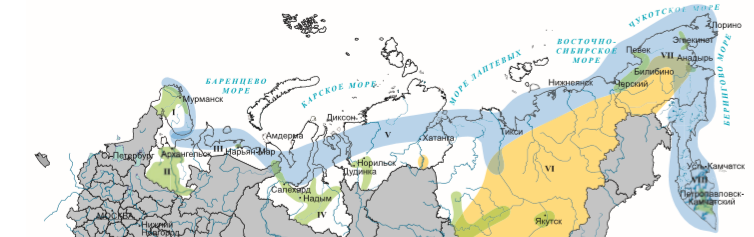 ЧУКОТСКОЕ МОРЕ
Лорино
ВОСТОЧНО-
СИБИРСКОЕ
МОРЕ
Эгвекинот
Певек
VII
Анадырь
БЕРИНГОВО МОРЕ
Билибино
Черский
Нижнеянск
МОРЕ ЛАПТЕВЫХ
БАРЕНЦЕВО
МОРЕ
КАРСКОЕ МОРЕ
Мурманск
Диксон
Амдерма
V
Хатанга
Тикси
Петербург
Архангельск
III
Нарьян-Мар
II
Норильск
Дудинка
VI
Усть-Камчатск
VIII
Салехард
Надым
IV
Петропавловск-
Камчатский
МОСКВА
Нижний
Новгород
Якутск